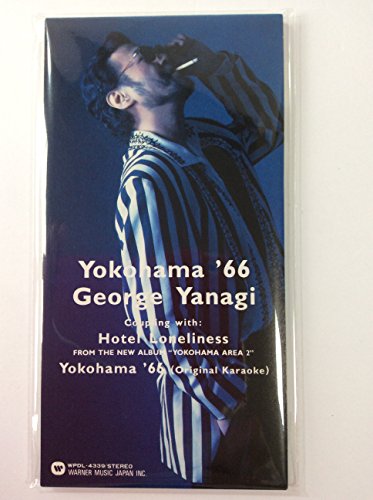 Yokohama '66
George Yanagi
Coupling with:
Hotel Loneliness
FROM THE NEW ALBUM "YOKOHAMA AREA 2"
Yokohama '66 (Original Karaoke)
WPDL-4339 STEREO
WARNER MUSIC JAPAN INC.